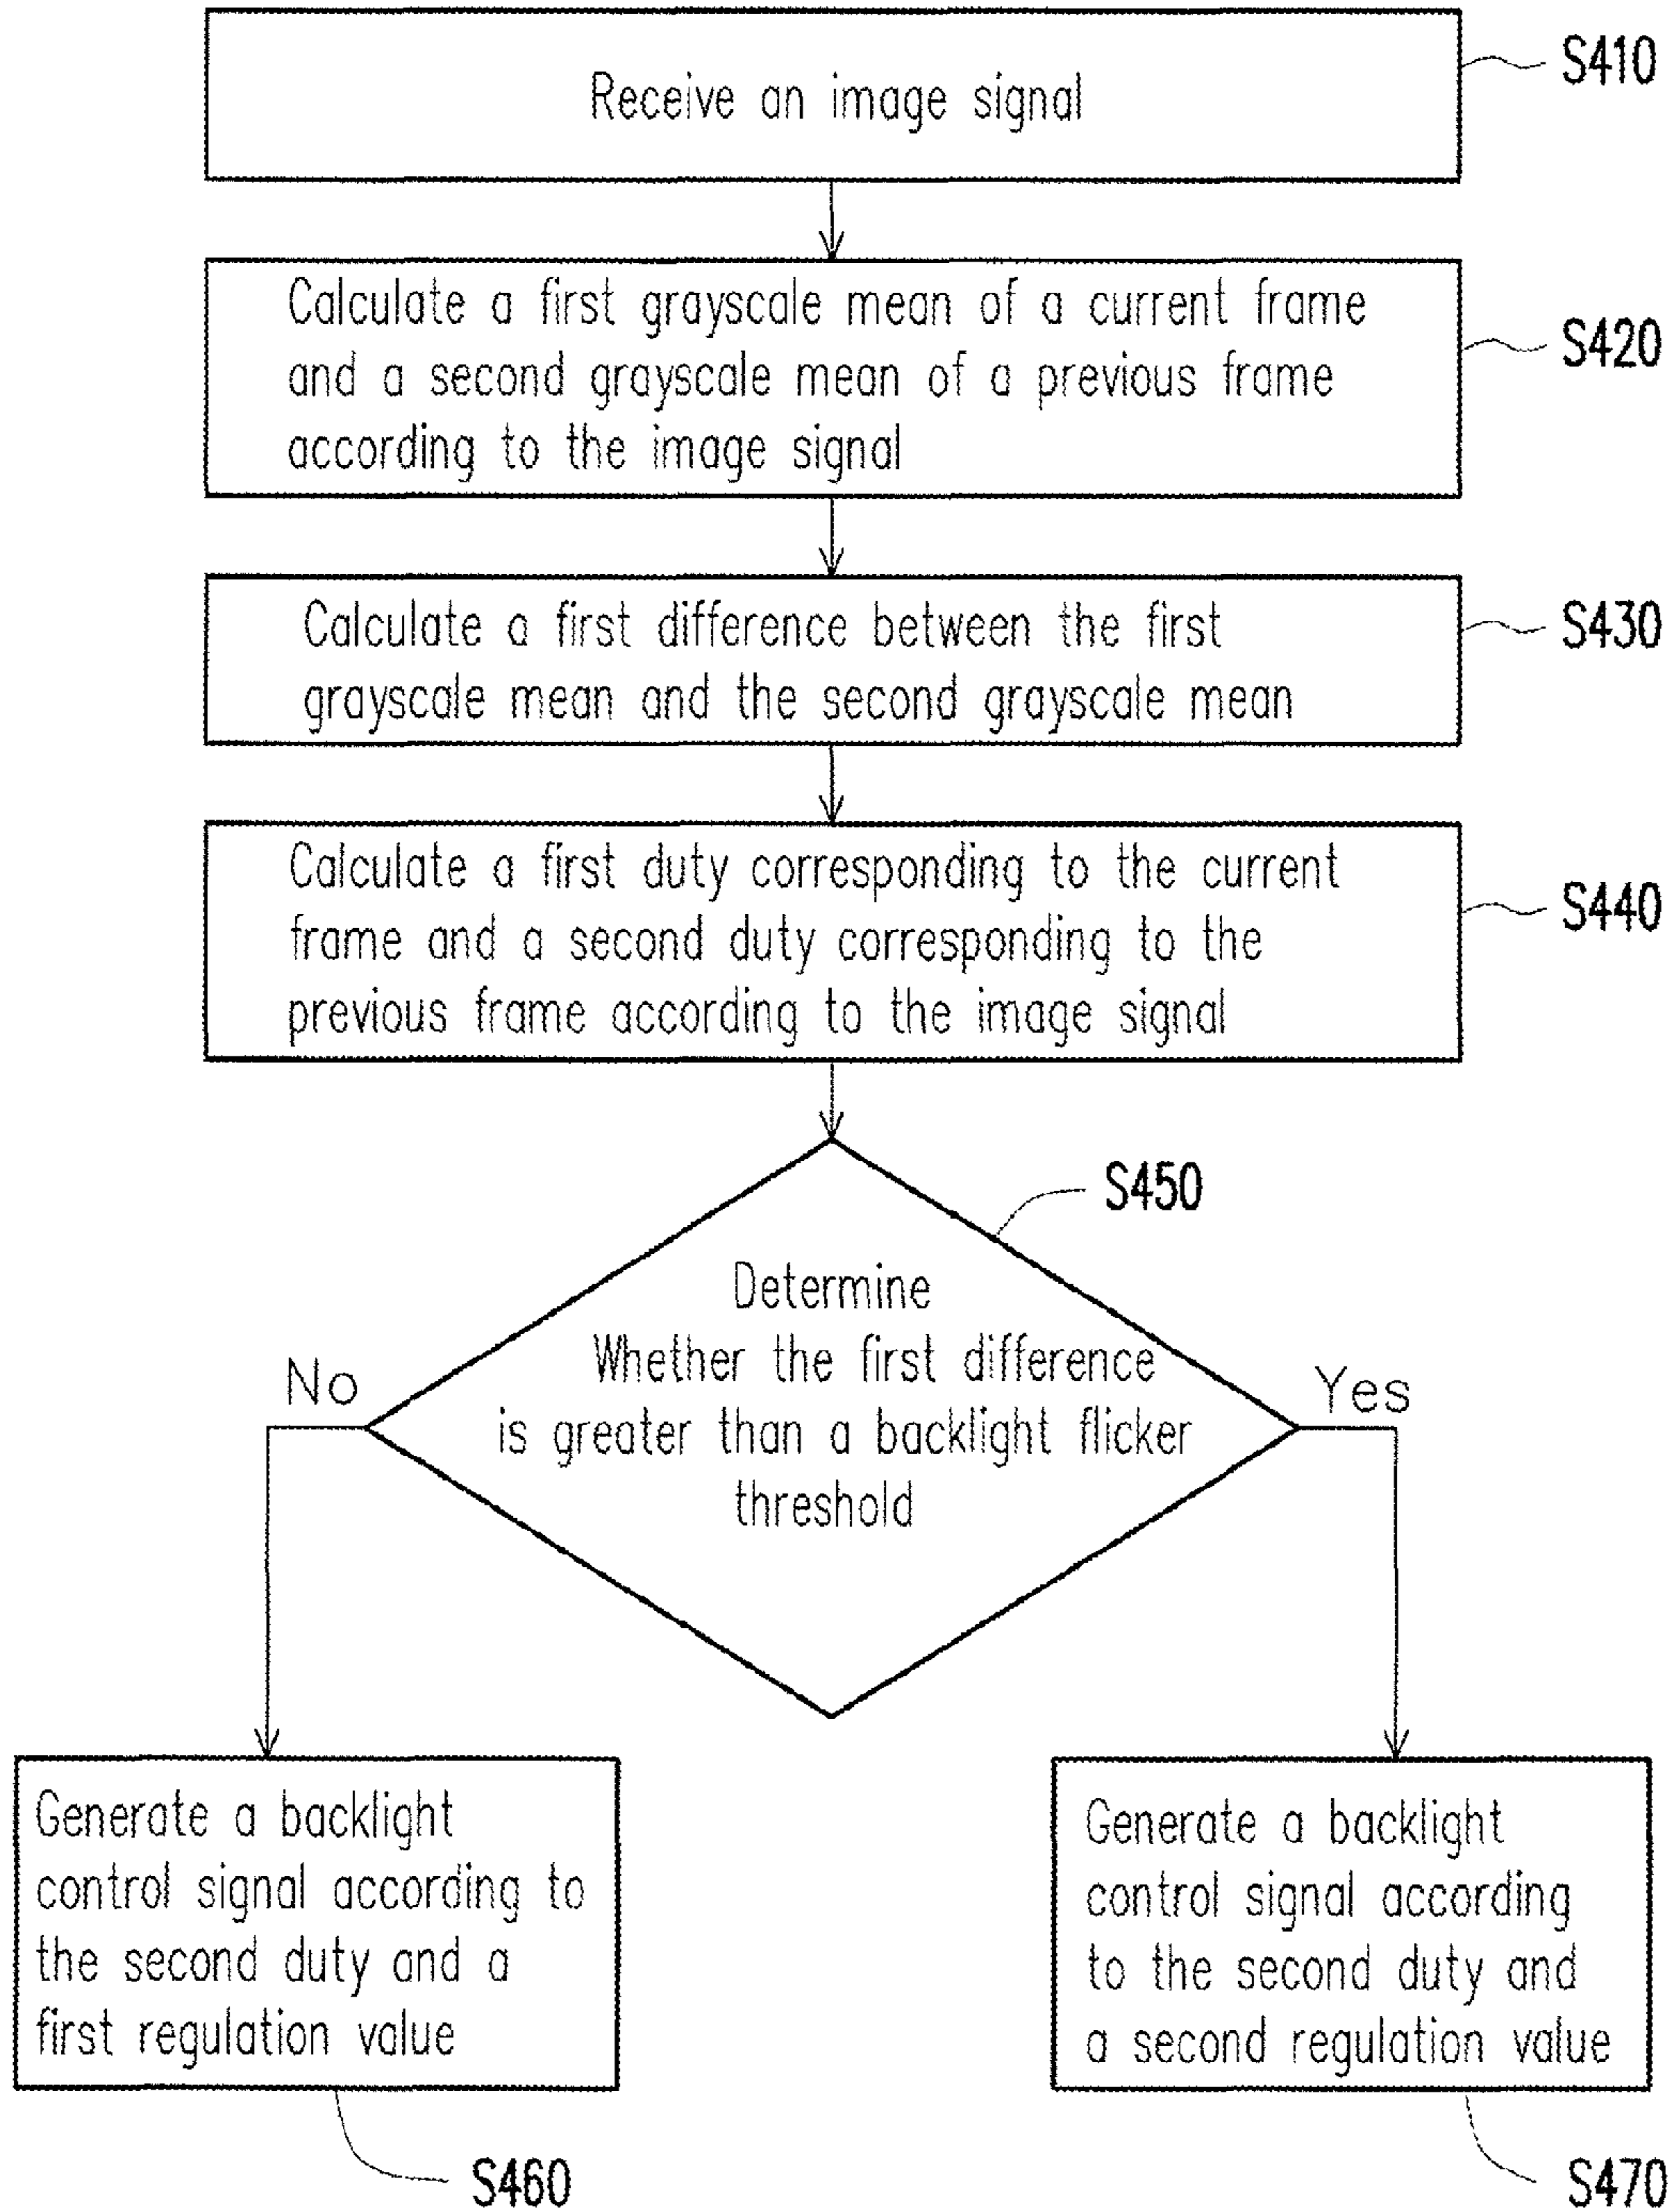 Receive an image signal
S410
Calculate a first grayscale mean of a current frame
and a second grayscale mean of a previous frame
according to the image signal
S420
Calculate a first difference between the first
grayscale mean and the second grayscale mean
S430
Calculate a first duty corresponding to the current
frame and a second duty corresponding to the
previous frame according to the image signal
S440
S450
Determine
Whether the first difference
is greater than a backlight flicker
threshold
No
Yes
Generate a backlight
control signal according to
the second duty and a
first regulation value
S460
Generate a backlight
control signal according
to the second duty and
a second regulation value
S470